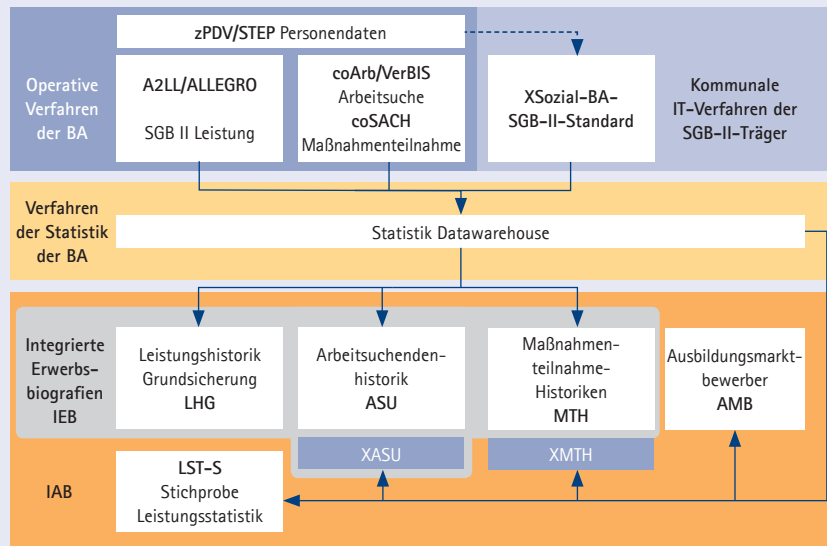 zPDV/STEP Personendaten
Operative
Verfahren
der BA
A2LL/ALLEGRO
SGB II Leistung
coArb/VerBIS
Arbeitsuche
coSACH
Maßnahmenteilnahme
XSozial-BA-
SGB-II-Standard
Kommunale
IT-Verfahren der
SGB-II-Träger
Verfahren
der Statistik
der BA
Statistik Datawarehouse
Integrierte
Erwerbs-
biografien
IEB
Leistungshistorik
Grundsicherung
LHG
Arbeitsuchenden-
historik
ASU
Maßnahmen-
teilnahme-
Historiken
MTH
Ausbildungsmarkt-
bewerber
AMB
XASU
XMTH
IAB
LST-S
Stichprobe
Leistungsstatistik